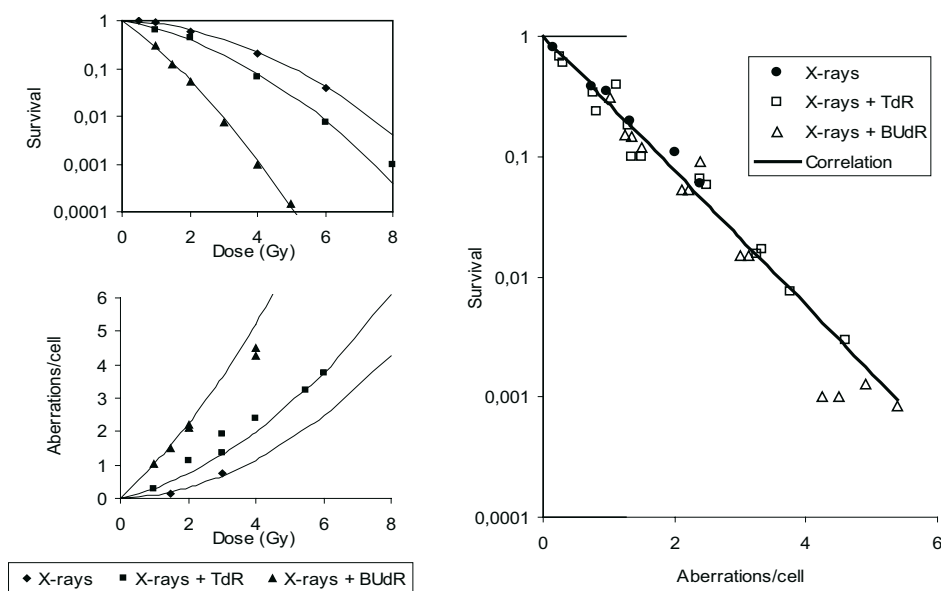 1
0,1
0,01
0,001
0,0001
Survival
0 2 4 6 8
Dose (Gy)
6
5
4
3
2
1
0
Aberrations/cell
0 2 4 6 8
Dose (Gy)
X-rays X-rays + TdR X-rays + BUdR
1
0,1
0,01
0,001
0,0001
Survival
0 2 4 6
Aberrations/cell
X-rays
X-rays + TdR
X-rays + BUdR
Correlation